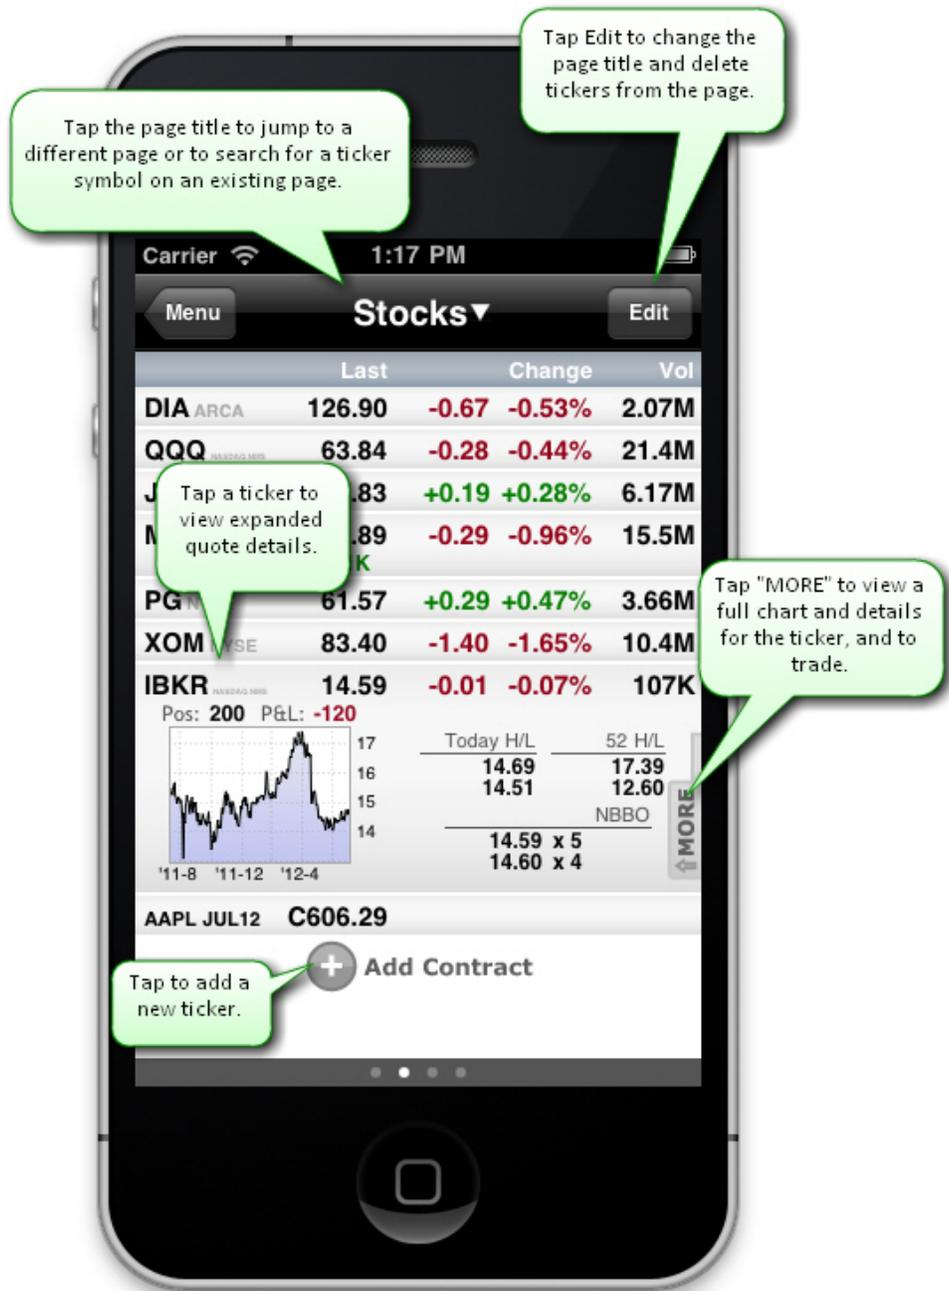 Tap Edit to change the
page title and delete
tickers from the page.
Tap the page title to jump to a
different page or to search for a ticker
symbol on an existing page.
Carrier 1:17 PM
Menu Stocks▼ Edit
Last Change Vol
DIA ARCA 126.90 -0.67 -0.53% 2.07M
QQQ NASDAQ.NMS 63.84 -0.28 -0.44% 21.4M
J .83 +0.19 +0.28% 6.17M
M .89 -0.29 -0.96% 15.5M
K
Tap a ticker to
view expanded
quote details.
PG N 61.57 +0.29 +0.47% 3.66M
XOM YSE 83.40 -1.40 -1.65% 10.4M
Tap "MORE" to view a
full chart and details
for the ticker, and to
trade.
IBKR NASDAQ.NMS 14.59 -0.01 -0.07% 107K
Pos: 200 P&L: -120
17
16
15
14
'11-8 '11-12 '12-4
Today H/L 52 H/L
14.69 17.39
14.51 12.60
NBBO
14.59 x 5
14.60 x 4
MORE
AAPL JUL12 C606.29
+ Add Contract
Tap to add a
new ticker.